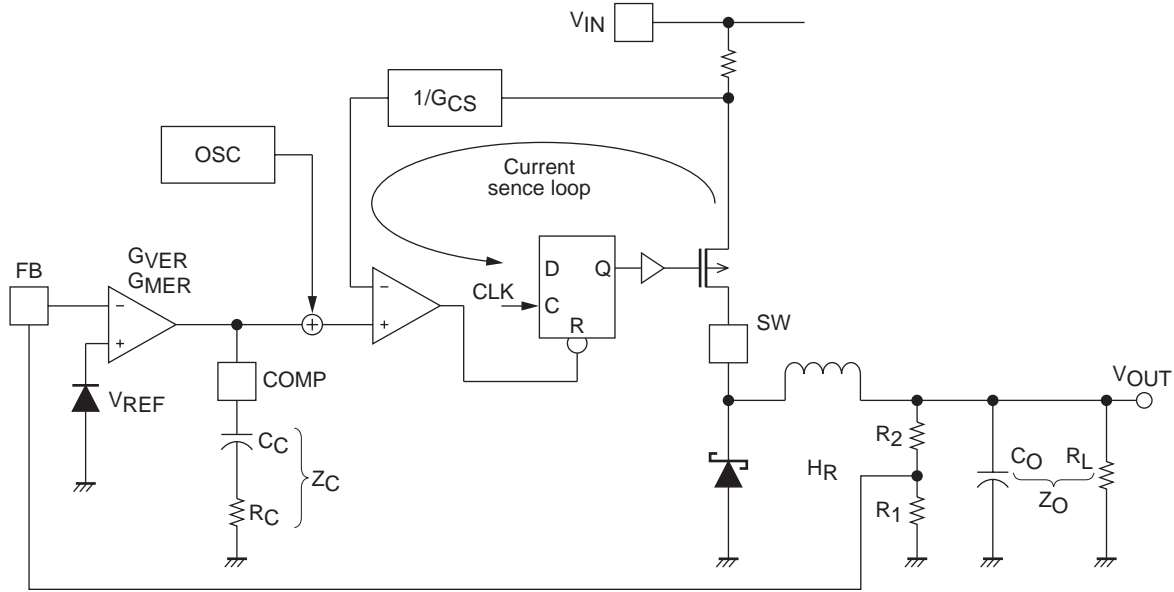 VIN
1/GCS
OSC
Current
sence loop
GVER
GMER
FB
−
+
VREF
COMP
CC
RC
ZC
+
−
+
CLK
D
Q
C
R
SW
VOUT
R2
HR
R1
CO
RL
ZO